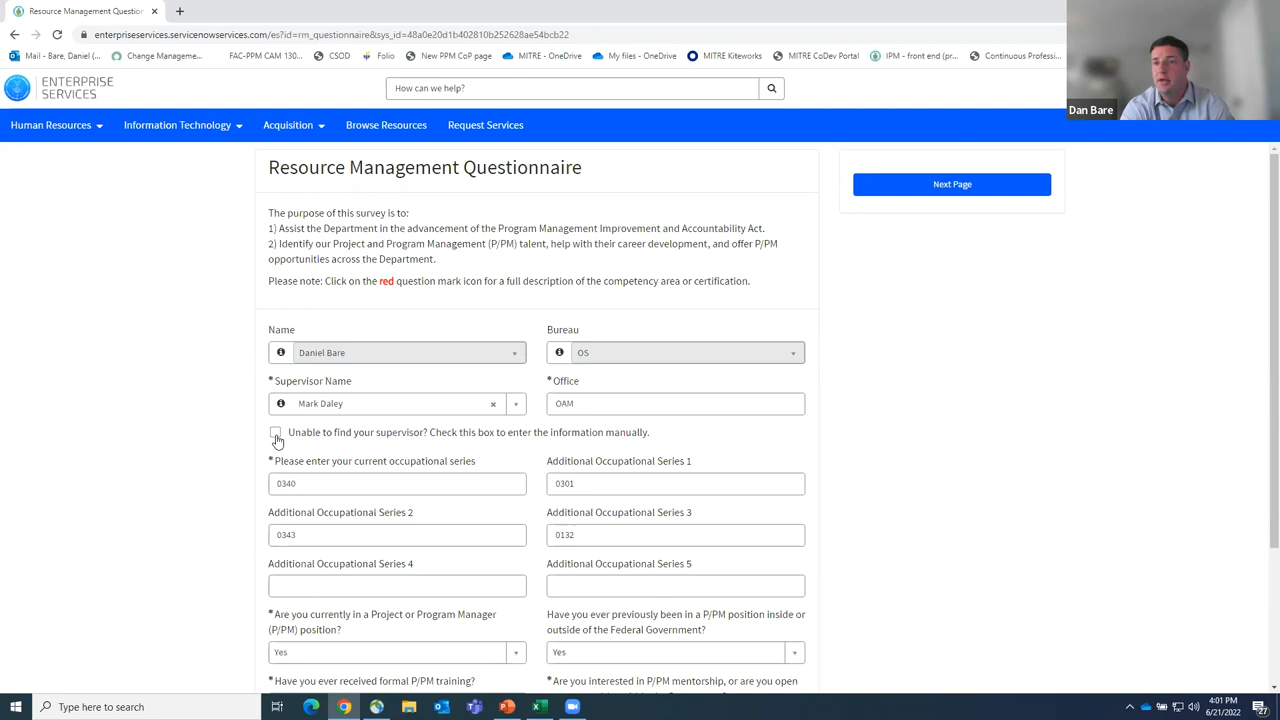 Resource Management Question
enterpriseservices.servicenowservices.com/es?id=rm_questionnaire&sys_id=48a0e20d1b402810b252628ae54bcb22
Mail - Bare, Daniel (... Change Management... FAC-PPM CAM 130... CSOD Folio New PPM CoP page MITRE - OneDrive My files - OneDrive MITRE Kiteworks MITRE CoDev Portal IPM - front end (pr... Continuous Professi...
ENTERPRISE
SERVICES
How can we help?
Dan Bare
Human Resources Information Technology Acquisition Browse Resources Request Services
Resource Management Questionnaire
Next Page
The purpose of this survey is to:
1) Assist the Department in the advancement of the Program Management Improvement and Accountability Act.
2) Identify our Project and Program Management (P/PM) talent, help with their career development, and offer P/PM
opportunities across the Department.
Please note: Click on the red question mark icon for a full description of the competency area or certification.
Name Bureau
Daniel Bare OS
* Supervisor Name * Office
Mark Daley OAM
Unable to find your supervisor? Check this box to enter the information manually.
* Please enter your current occupational series Additional Occupational Series 1
0340 0301
Additional Occupational Series 2 Additional Occupational Series 3
0343 0132
Additional Occupational Series 4 Additional Occupational Series 5
* Are you currently in a Project or Program Manager Have you ever previously been in a P/PM position inside or
(P/PM) position? outside of the Federal Government?
Yes Yes
* Have you ever received formal P/PM training? * Are you interested in P/PM mentorship, or are you open
Type here to search
4:01 PM
6/21/2022
27